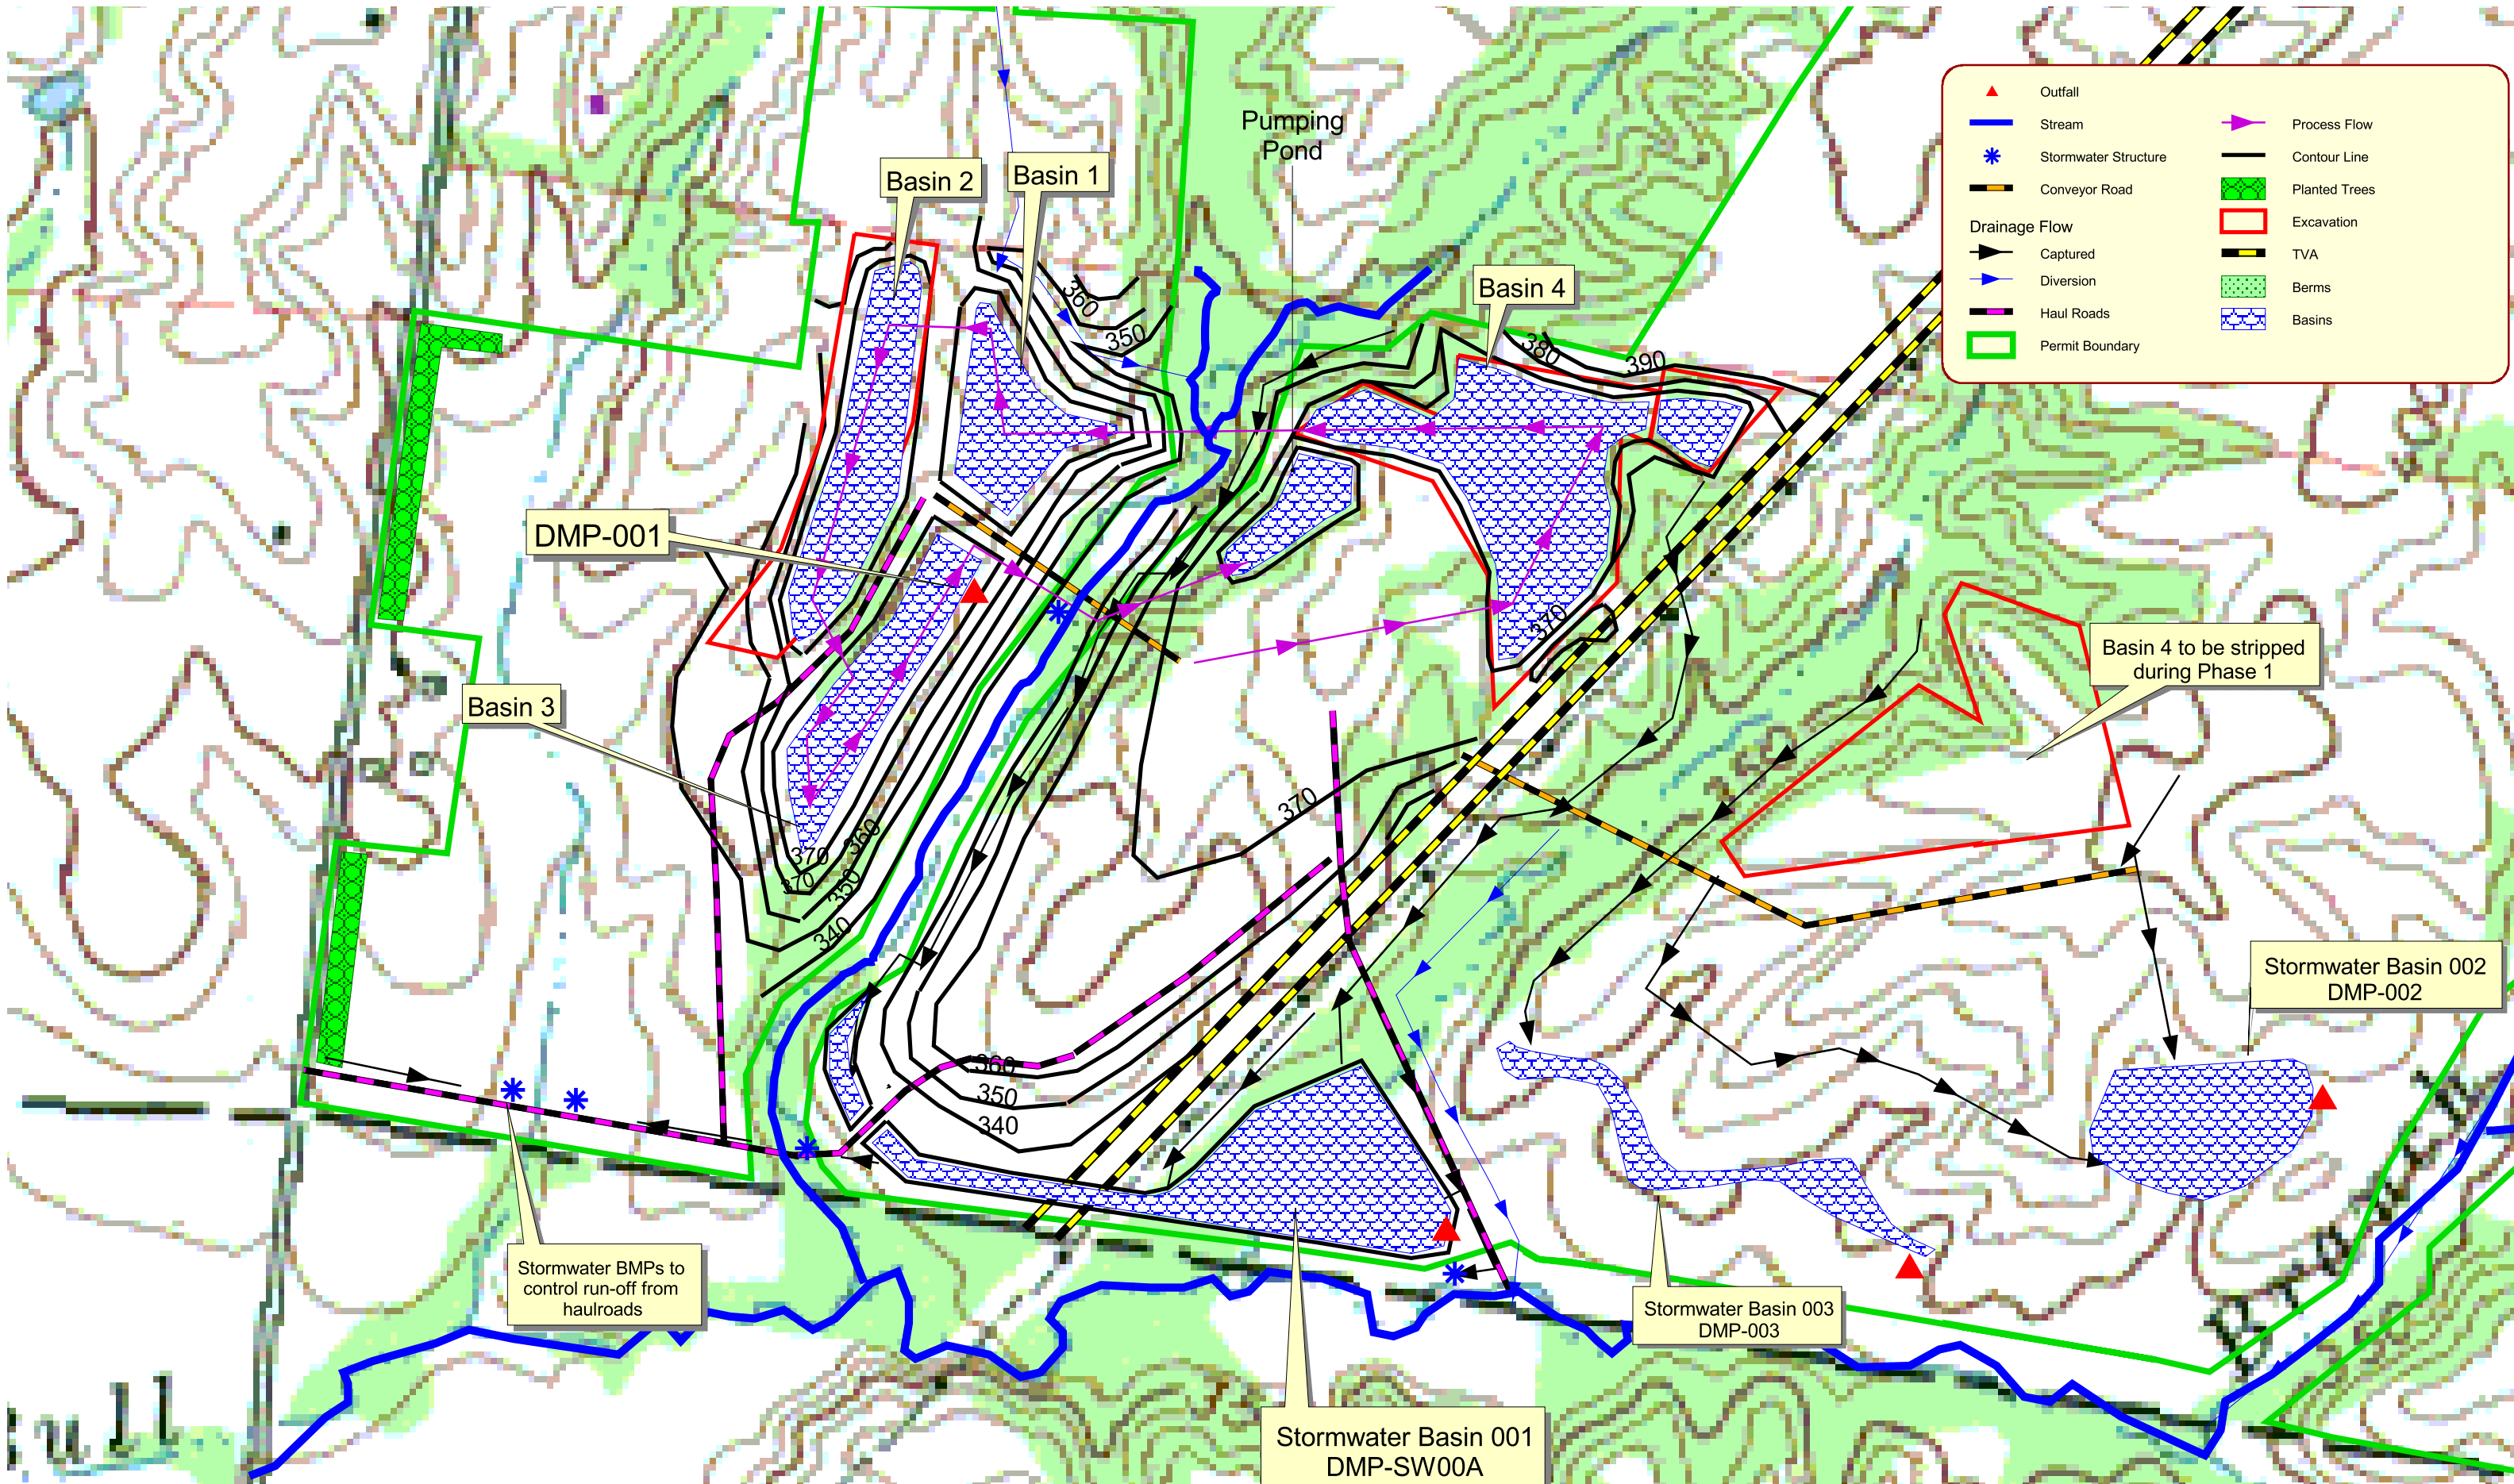 Pumping
Pond
Basin 2
Basin 1
Basin 4
360
350
380
390
DMP-001
370
Basin 3
Basin 4 to be stripped
during Phase 1
370
370
360
370
350
340
360
350
340
Stormwater Basin 002
DMP-002
Stormwater BMPs to
control run-off from
haulroads
Stormwater Basin 003
DMP-003
Stormwater Basin 001
DMP-SW00A
Outfall
Stream
Stormwater Structure
Conveyor Road
Drainage Flow
Captured
Diversion
Haul Roads
Permit Boundary
Process Flow
Contour Line
Planted Trees
Excavation
TVA
Berms
Basins